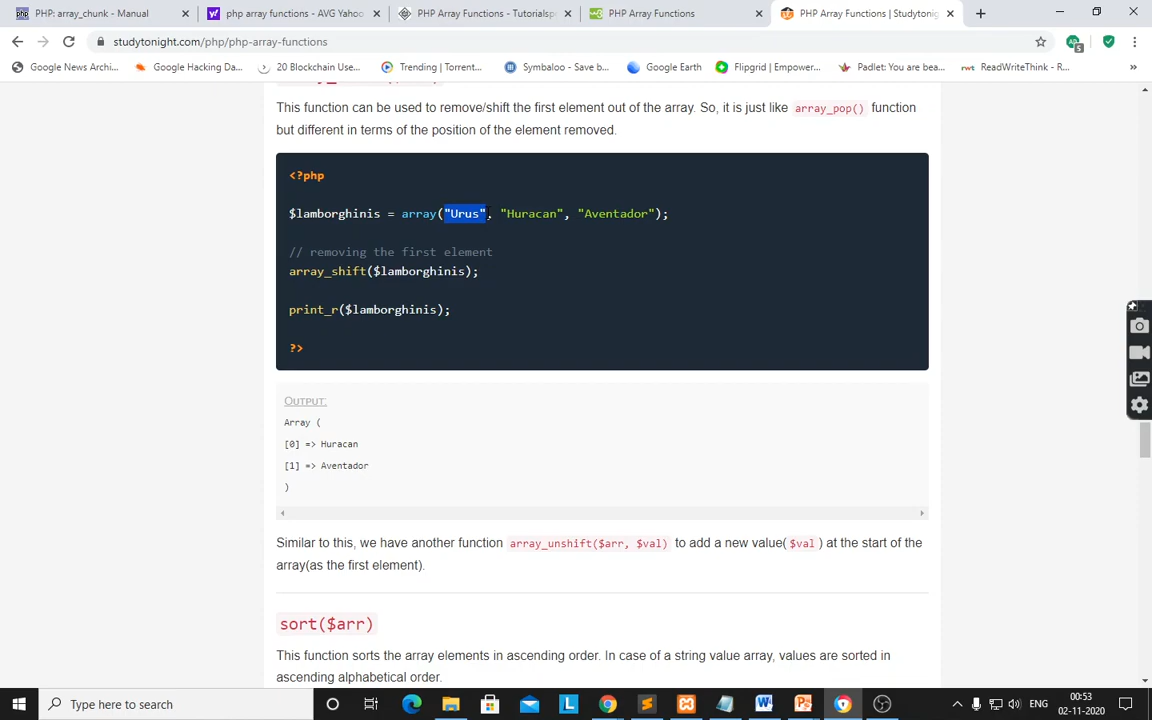 PHP: array_chunk - Manual
php array functions - AVG Yahoo
PHP Array Functions - Tutorialsp
PHP Array Functions
PHP Array Functions | Studytonig
studytonight.com/php/php-array-functions
Google News Archi...
Google Hacking Da...
20 Blockchain Use...
Trending | Torrent...
Symbaloo - Save b...
Google Earth
Flipgrid | Empower...
Padlet: You are bea...
ReadWriteThink - R...
»
This function can be used to remove/shift the first element out of the array. So, it is just like array_pop() function
but different in terms of the position of the element removed.
<?php
$lamborghinis = array("Urus", "Huracan", "Aventador");
// removing the first element
array_shift($lamborghinis);
print_r($lamborghinis);
?>
OUTPUT:
Array (
[0] => Huracan
[1] => Aventador
)
Similar to this, we have another function array_unshift($arr, $val) to add a new value( $val ) at the start of the
array(as the first element).
sort($arr)
This function sorts the array elements in ascending order. In case of a string value array, values are sorted in
ascending alphabetical order.
Type here to search
ENG
00:53
02-11-2020